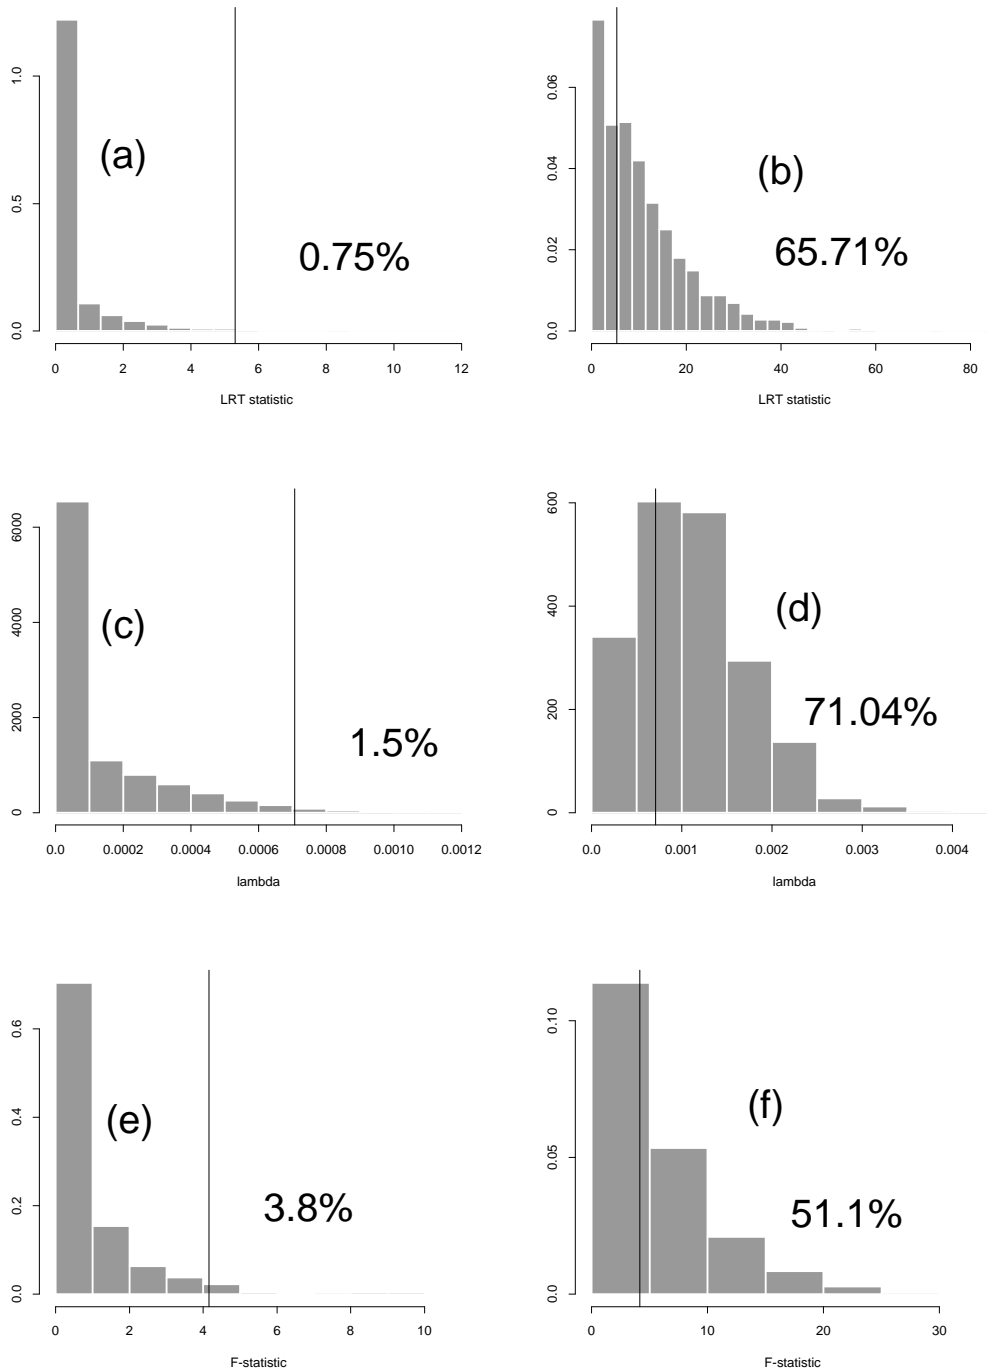 1.0
0.5
0.0
(a)
0.75%
0 2 4 6 8 10 12
LRT statistic
0.06
0.04
0.02
0.0
(b)
65.71%
0 20 40 60 80
LRT statistic
6000
4000
2000
0
(c)
1.5%
0.0 0.0002 0.0004 0.0006 0.0008 0.0010 0.0012
lambda
600
400
200
0
(d)
71.04%
0.0 0.001 0.002 0.003 0.004
lambda
0.6
0.4
0.2
0.0
(e)
3.8%
0 2 4 6 8 10
F-statistic
0.10
0.05
0.0
(f)
51.1%
0 10 20 30
F-statistic